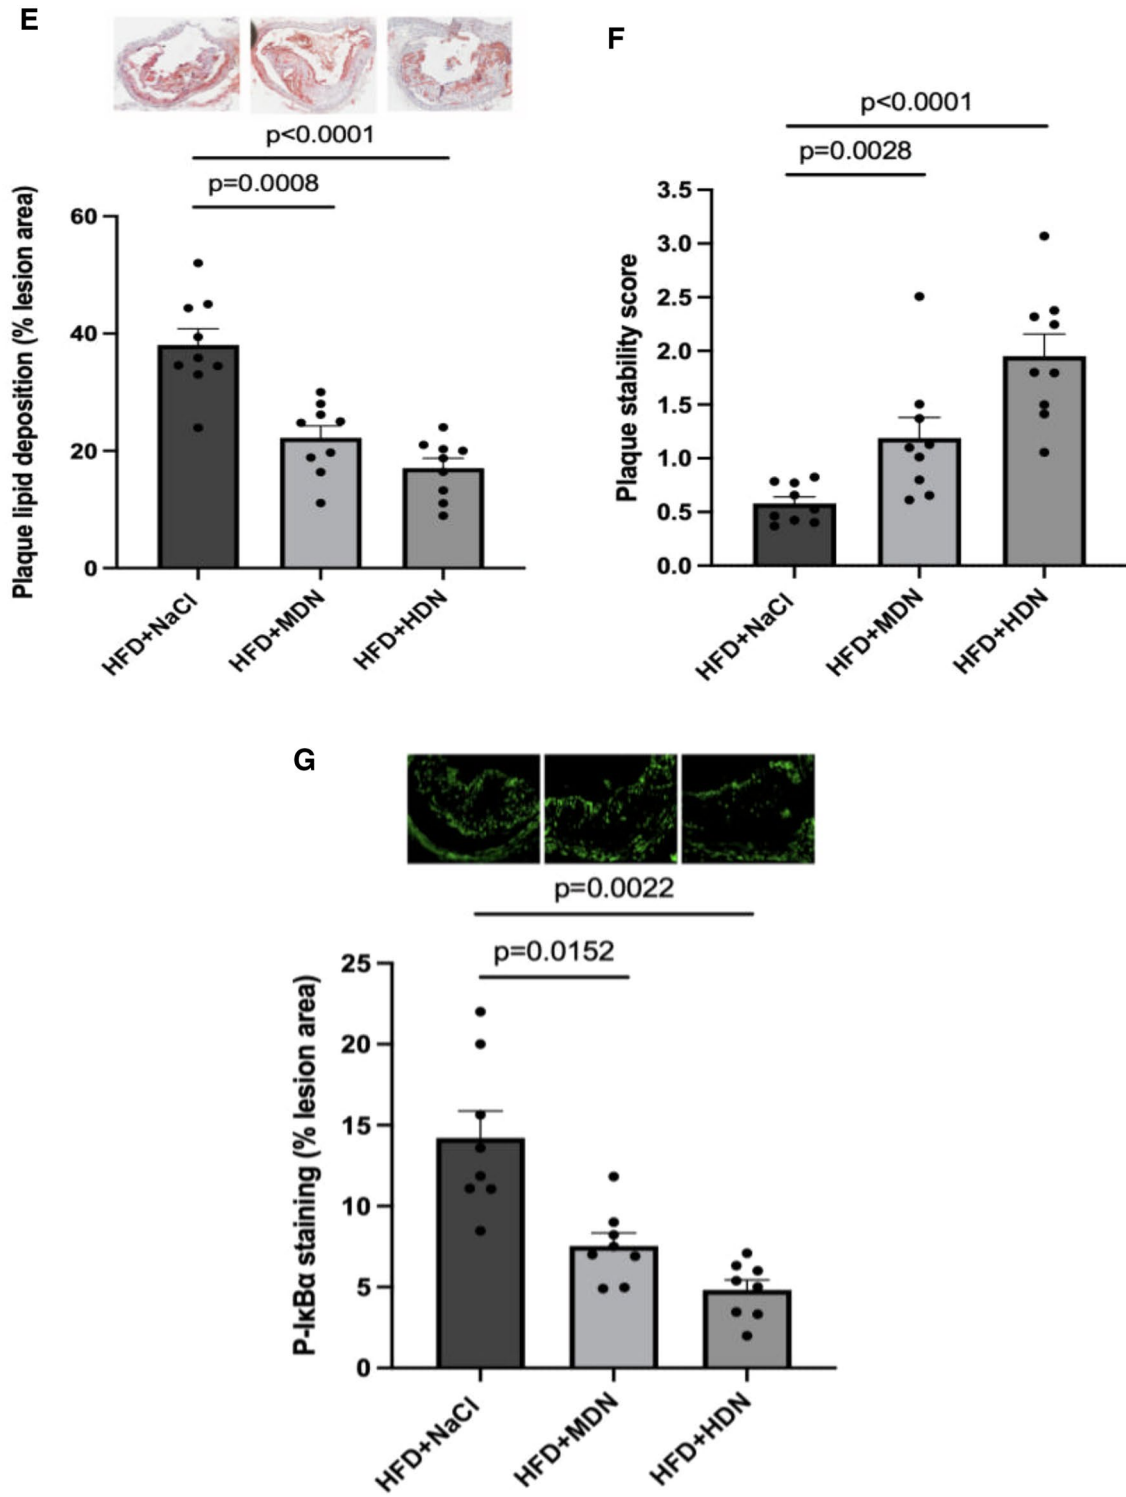 E
p<0.0001
p=0.0008
Plaque lipid deposition (% lesion area)
60
40
20
0
HFD+NaCl
HFD+MDN
HFD+HDN
F
p<0.0001
p=0.0028
Plaque stability score
3.5
3.0
2.5
2.0
1.5
1.0
0.5
0.0
HFD+NaCl
HFD+MDN
HFD+HDN
G
p=0.0022
p=0.0152
P-IκBα staining (% lesion area)
25
20
15
10
5
0
HFD+NaCl
HFD+MDN
HFD+HDN